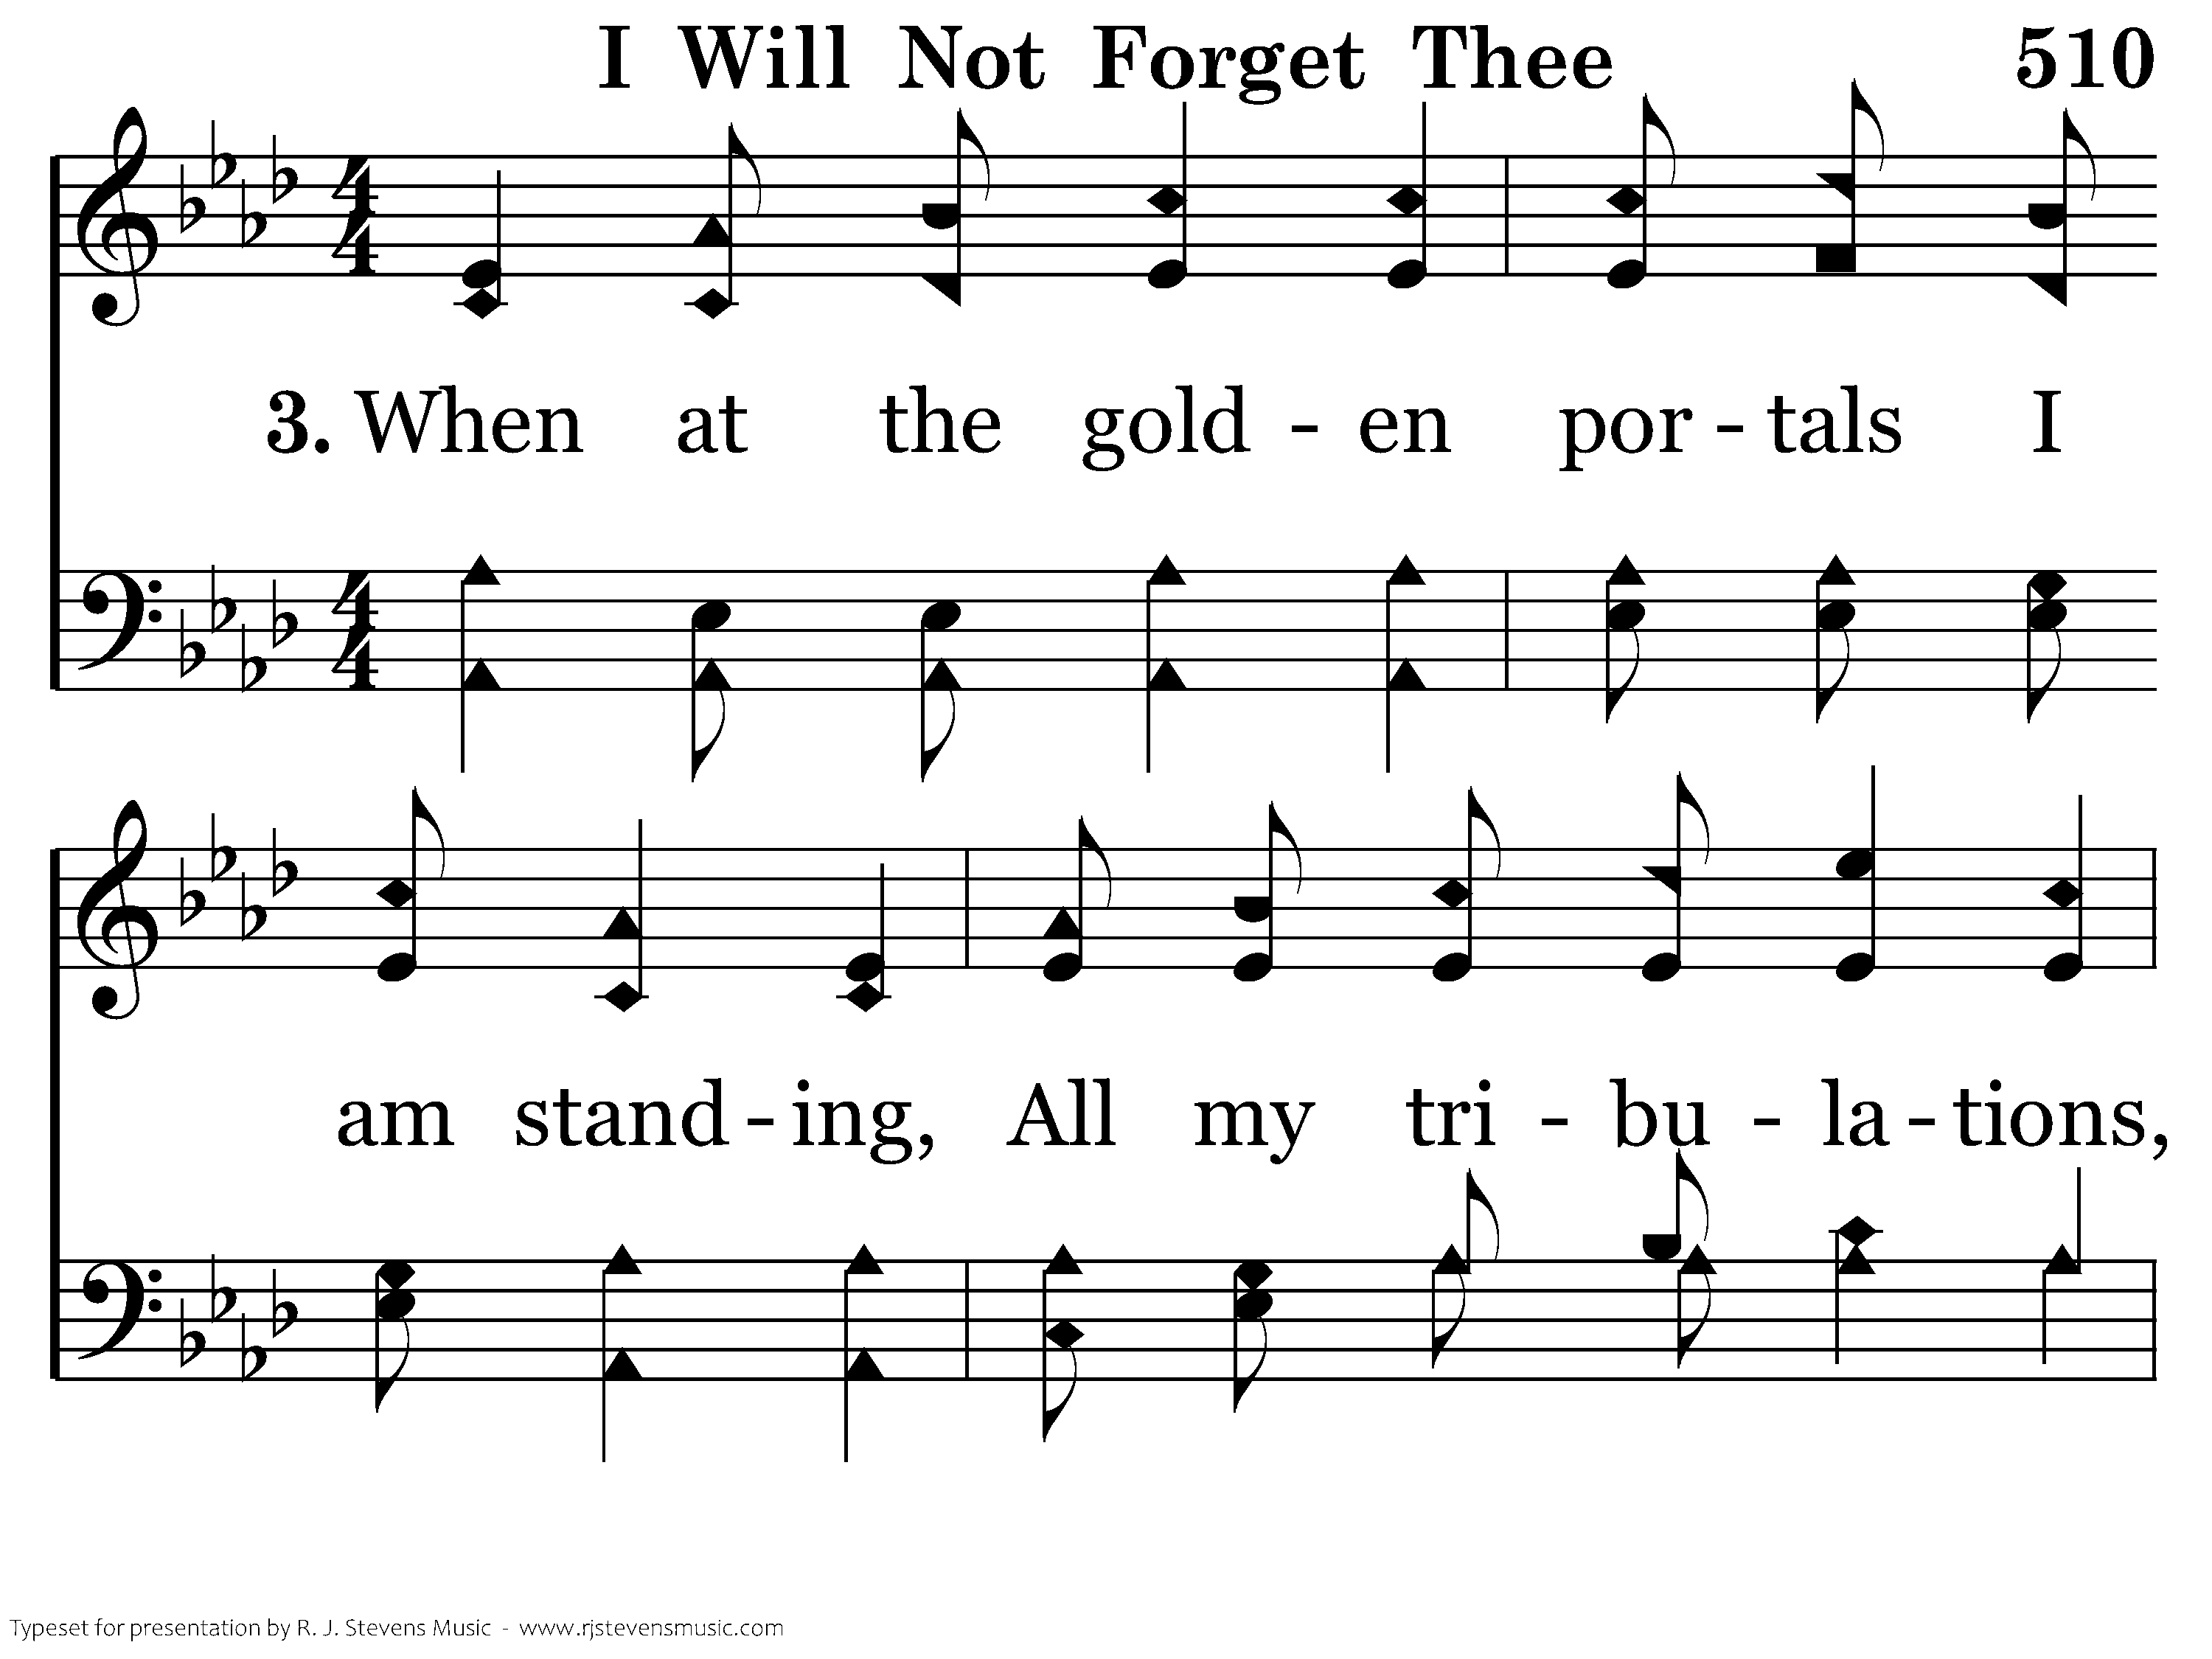 I Will Not Forget Thee 510
3. When at the gold - en por - tals I
am stand - ing, All my tri - bu - la - tions,
Typeset for presentation by R. J. Stevens Music - www.rjstevensmusic.com